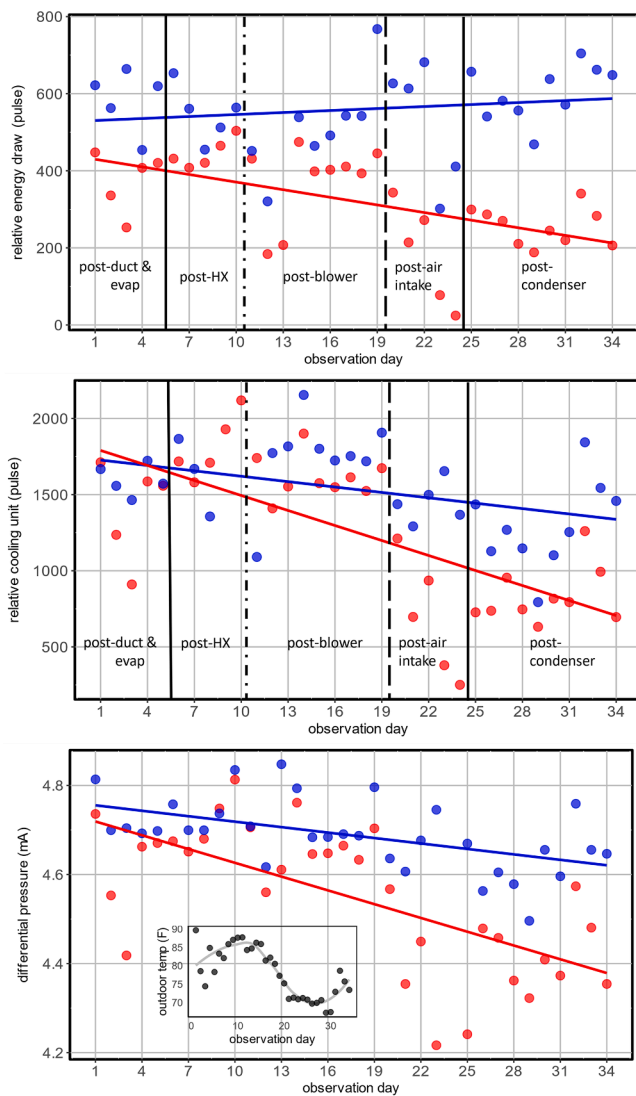 800
600
400
200
0
relative energy draw (pulse)
post-duct &
evap
post-HX
post-blower
post-air
intake
post-
condenser
1 4 7 10 13 16 19 22 25 28 31 34
observation day
2000
1500
1000
500
relative cooling unit (pulse)
post-duct &
evap
post-HX
post-blower
post-air
intake
post-
condenser
1 4 7 10 13 16 19 22 25 28 31 34
observation day
4.8
4.6
4.4
4.2
differential pressure (mA)
90
85
80
75
70
outdoor temp (F)
0 10 20 30
observation day
1 4 7 10 13 16 19 22 25 28 31 34
observation day